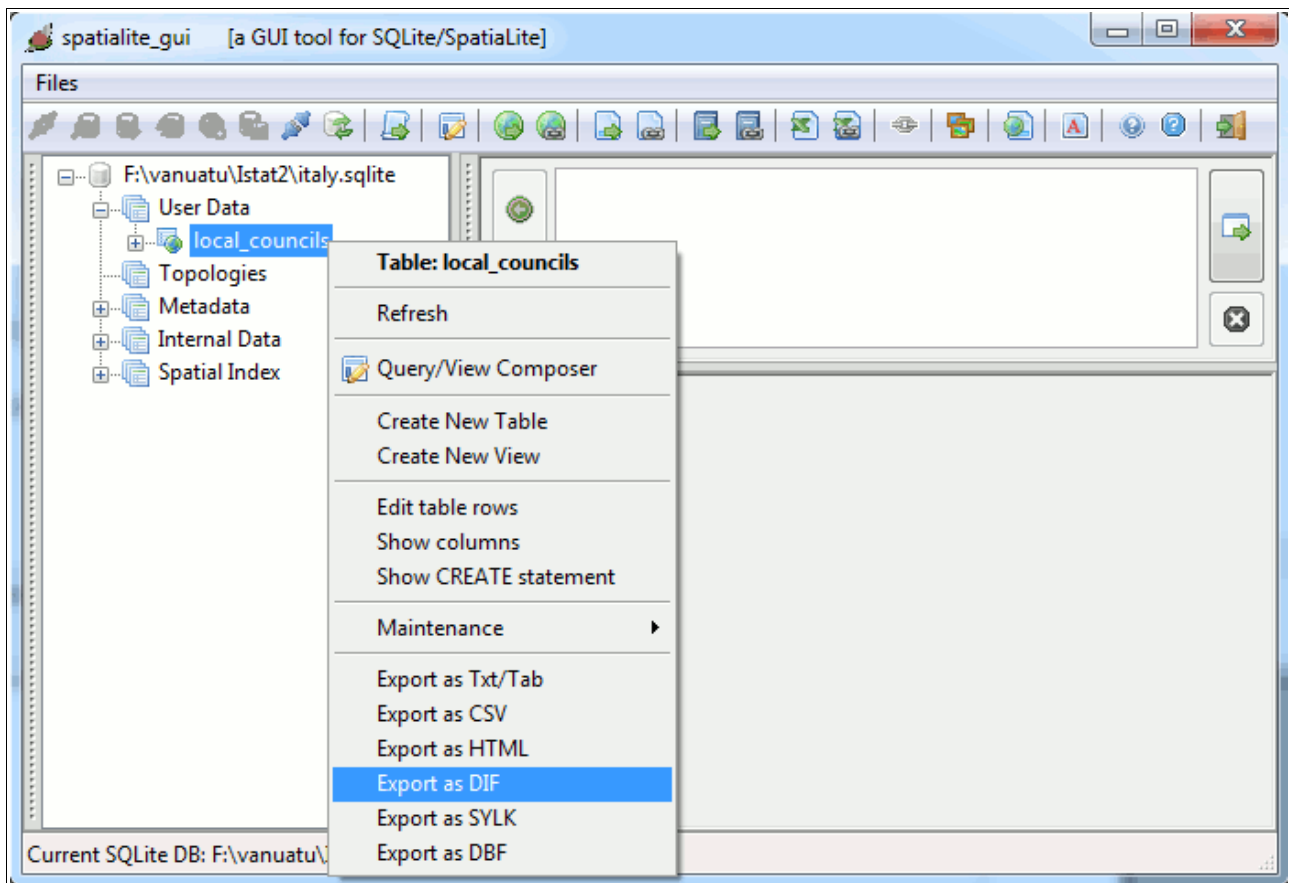 spatialite_gui [a GUI tool for SQLite/SpatiaLite]
Files
F:\vanuatu\Istat2\italy.sqlite
User Data
local_councils
Topologies
Metadata
Internal Data
Spatial Index
Table: local_councils
Refresh
Query/View Composer
Create New Table
Create New View
Edit table rows
Show columns
Show CREATE statement
Maintenance
Export as Txt/Tab
Export as CSV
Export as HTML
Export as DIF
Export as SYLK
Export as DBF
Current SQLite DB: F:\vanuatu\